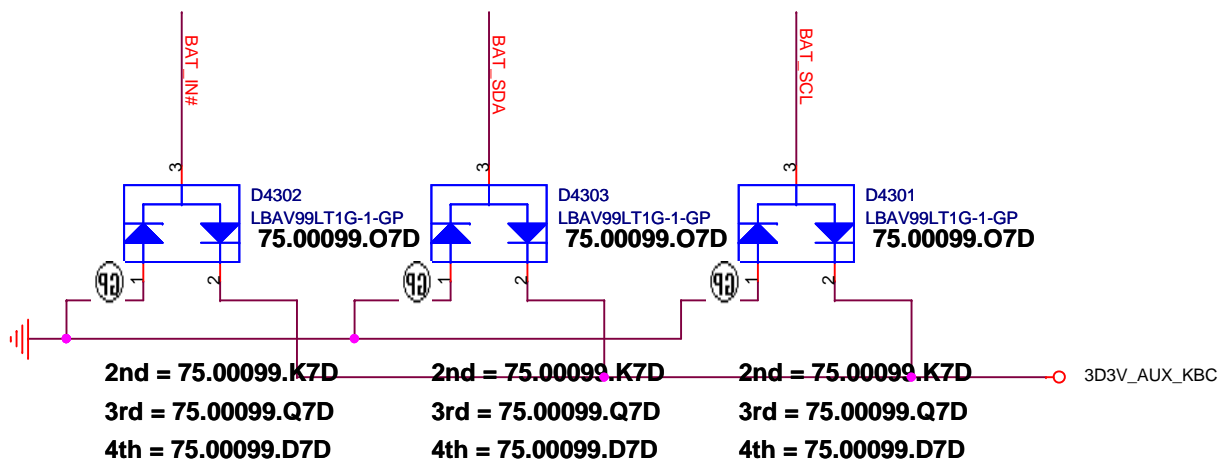 BAT_IN#
BAT_SDA
BAT_SCL
3
3
3
D4302
LBAV99LT1G-1-GP
75.00099.O7D
D4303
LBAV99LT1G-1-GP
75.00099.O7D
D4301
LBAV99LT1G-1-GP
75.00099.O7D
GP
1
2
GP
1
2
GP
1
2
2nd = 75.00099.K7D
3rd = 75.00099.Q7D
4th = 75.00099.D7D
2nd = 75.00099.K7D
3rd = 75.00099.Q7D
4th = 75.00099.D7D
2nd = 75.00099.K7D
3rd = 75.00099.Q7D
4th = 75.00099.D7D
3D3V_AUX_KBC